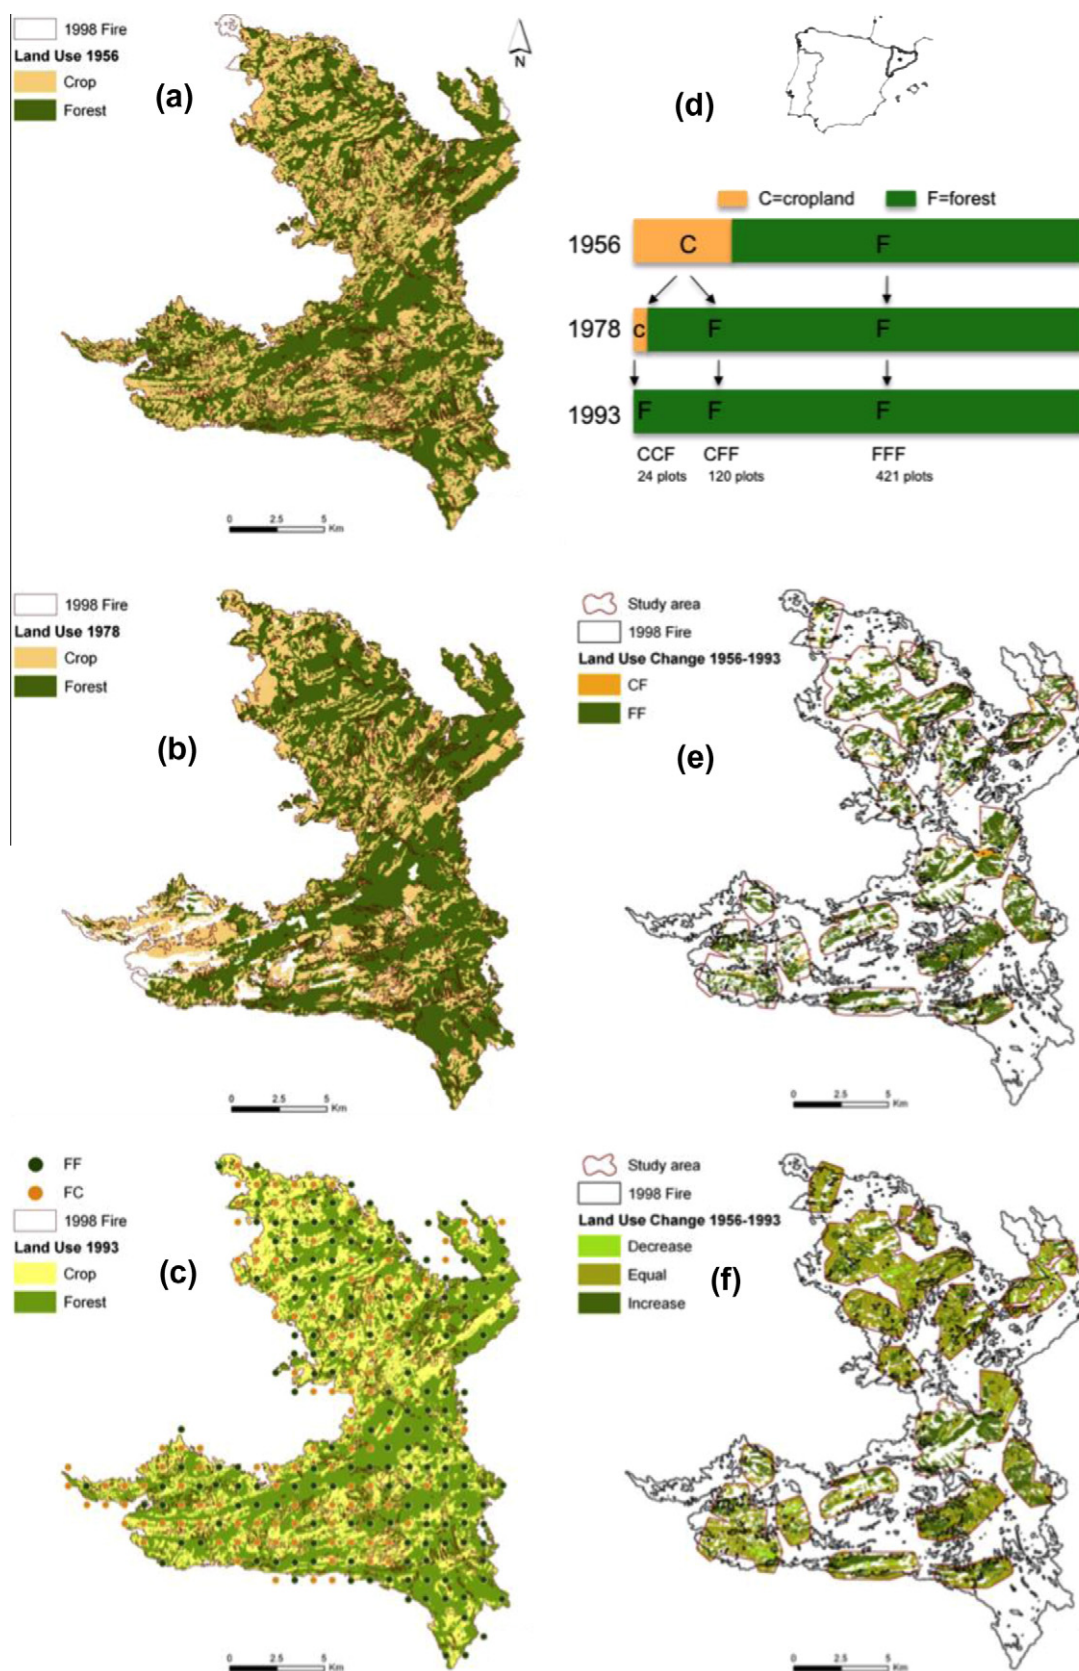 1998 Fire
Land Use 1956
Crop
Forest
(a)
N
0 2.5 5
Km
(d)
C=cropland F=forest
1956 C F
1978 c F F
1993 F F F
CCF CFF FFF
24 plots 120 plots 421 plots
1998 Fire
Land Use 1978
Crop
Forest
(b)
0 2.5 5
Km
Study area
1998 Fire
Land Use Change 1956-1993
CF
FF
(e)
0 2.5 5
Km
FF
FC
1998 Fire
Land Use 1993
Crop
Forest
(c)
0 2.5 5
Km
Study area
1998 Fire
Land Use Change 1956-1993
Decrease
Equal
Increase
(f)
0 2.5 5
Km